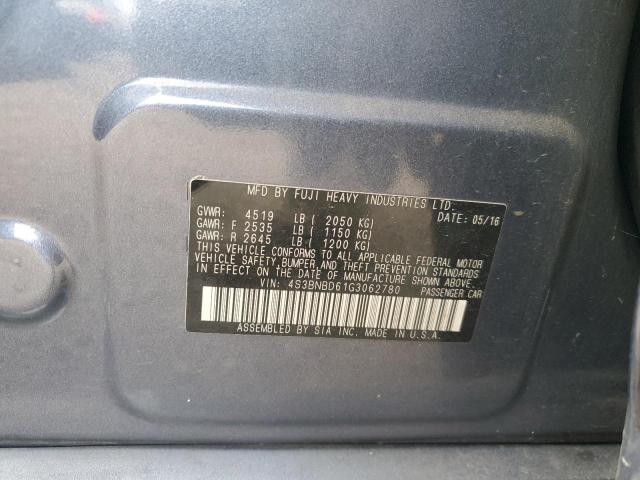 MFD BY FUJI HEAVY INDUSTRIES LTD.
GVWR: 4519 LB ( 2050 KG) DATE: 05/16
GAWR: F 2535 LB ( 1150 KG)
GAWR: R 2645 LB ( 1200 KG)
THIS VEHICLE CONFORMS TO ALL APPLICABLE FEDERAL MOTOR
VEHICLE SAFETY, BUMPER, AND THEFT PREVENTION STANDARDS
IN EFFECT ON THE DATE OF MANUFACTURE SHOWN ABOVE.
VIN: 4S3BNBD61G3062780 PASSENGER CAR
ASSEMBLED BY SIA INC. MADE IN U.S.A.